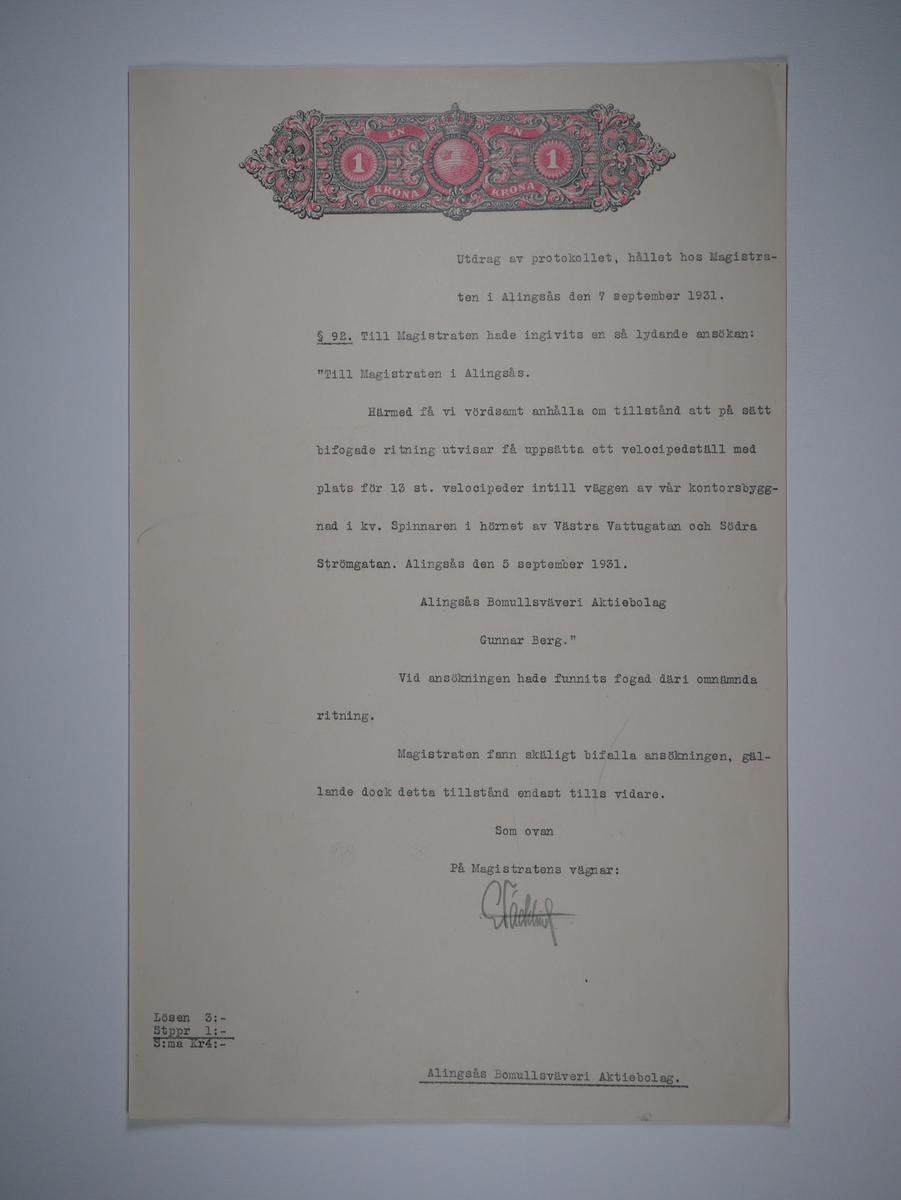 EN EN
1 1
KRONA KRONA
Utdrag av protokollet, hållet hos Magistra-
ten i Alingsås den 7 september 1931.
§ 92. Till Magistraten hade ingivits en så lydande ansökan:
"Till Magistraten i Alingsås.
Härmed få vi vördsamt anhålla om tillstånd att på sätt
bifogade ritning utvisar få uppsätta ett velocipedställ med
plats för 13 st. velocipeder intill väggen av vår kontorsbygg-
nad i kv. Spinnaren i hörnet av Västra Vattugatan och Södra
Strömgatan. Alingsås den 5 september 1931.
Alingsås Bomullsväveri Aktiebolag
Gunnar Berg."
Vid ansökningen hade funnits fogad däri omnämnda
ritning.
Magistraten fann skäligt bifalla ansökningen, gäl-
lande dock detta tillstånd endast tills vidare.
Som ovan
På Magistratens vägnar:
Lösen 3:-
Stppr 1:-
S:ma Kr4:-
Alingsås Bomullsväveri Aktiebolag.